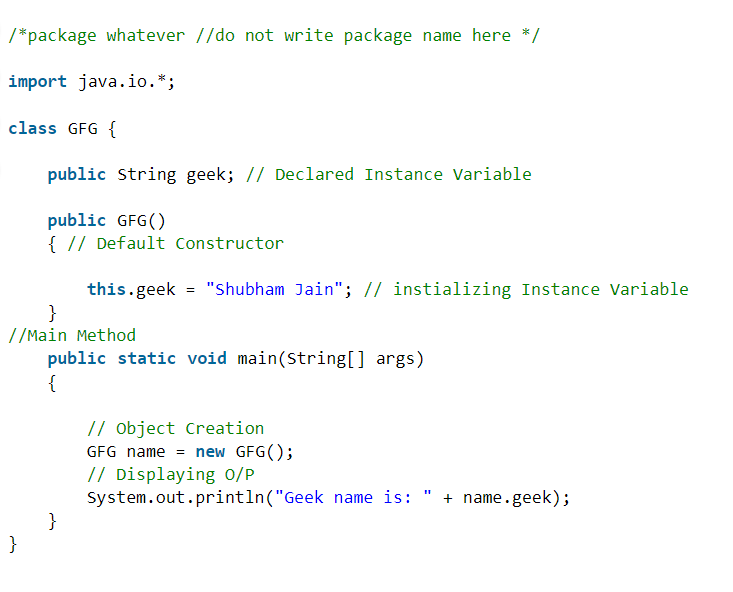 /*package whatever //do not write package name here */
import java.io.*;
class GFG {
public String geek; // Declared Instance Variable
public GFG()
{ // Default Constructor
this.geek = "Shubham Jain"; // instializing Instance Variable
}
//Main Method
public static void main(String[] args)
{
// Object Creation
GFG name = new GFG();
// Displaying O/P
System.out.println("Geek name is: " + name.geek);
}
}